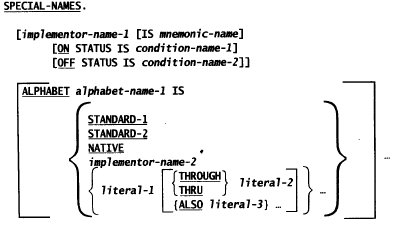 SPECIAL-NAMES.
[implementor-name-1 [IS mnemonic-name]
[ON STATUS IS condition-name-1]
[OFF STATUS IS condition-name-2]]
ALPHABET alphabet-name-1 IS
STANDARD-1
STANDARD-2
NATIVE
implementor-name-2
literal-1 [{THROUGH THRU} literal-2
{ALSO literal-3} …] …
…